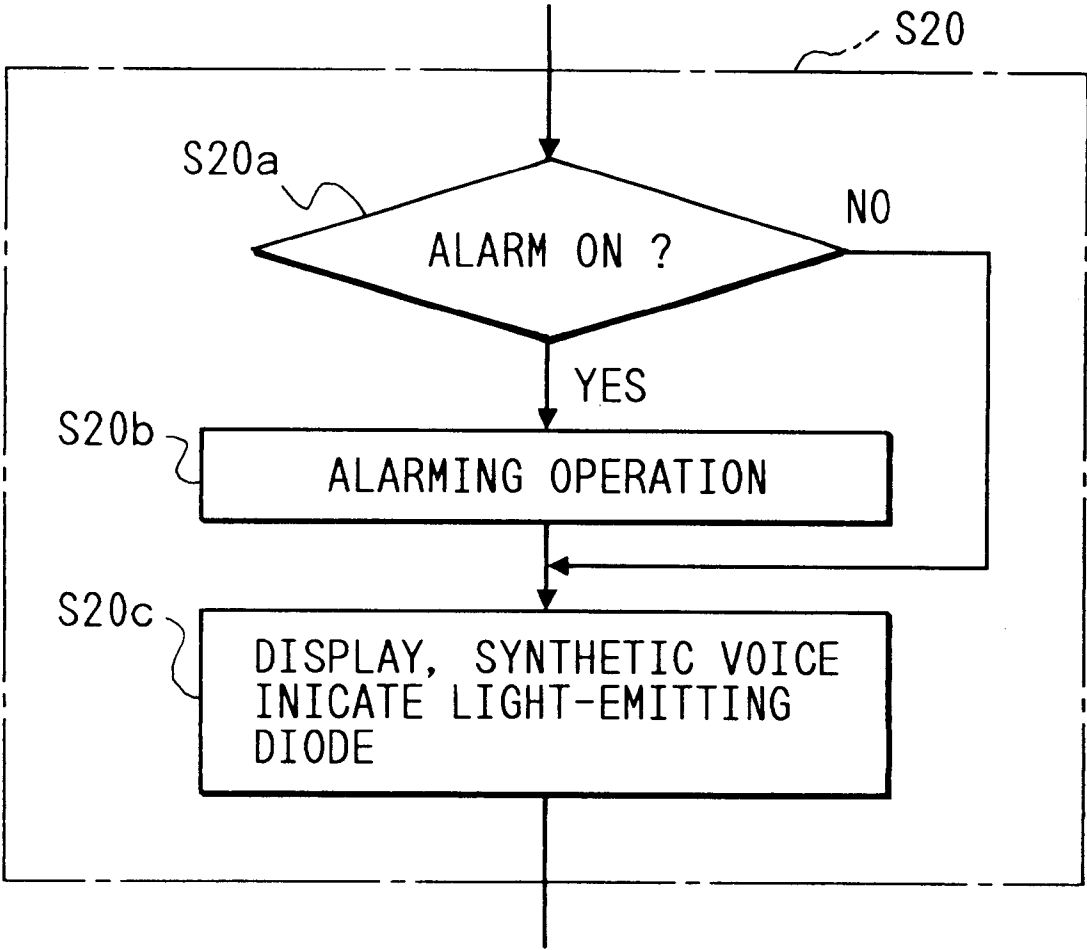 S20
S20a
NO
ALARM ON ?
YES
S20b
ALARMING OPERATION
S20c
DISPLAY, SYNTHETIC VOICE
INICATE LIGHT-EMITTING
DIODE